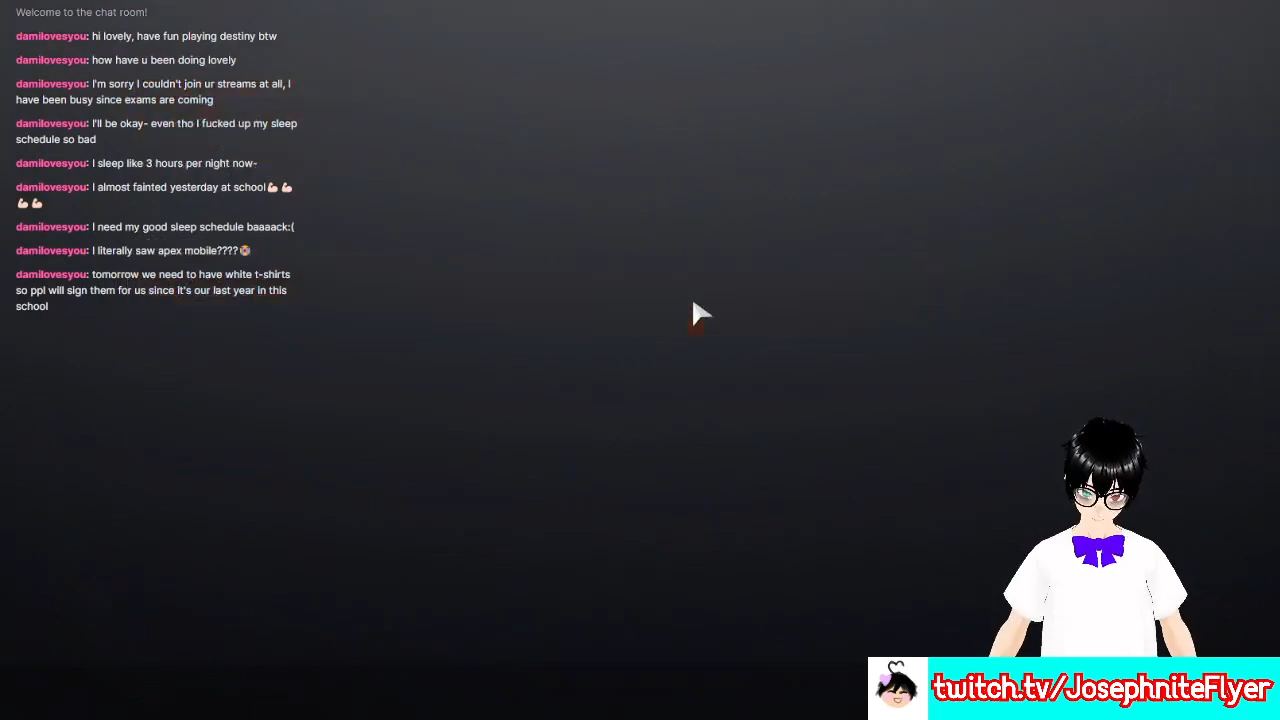 Welcome to the chat room!
damilovesyou: hi lovely, have fun playing destiny btw
damilovesyou: how have u been doing lovely
damilovesyou: I'm sorry I couldn't join ur streams at all, I
have been busy since exams are coming
damilovesyou: I'll be okay- even tho I fucked up my sleep
schedule so bad
damilovesyou: I sleep like 3 hours per night now-
damilovesyou: I almost fainted yesterday at school💪🏻💪🏻
💪🏻💪🏻
damilovesyou: I need my good sleep schedule baaaack:(
damilovesyou: I literally saw apex mobile????
damilovesyou: tomorrow we need to have white t-shirts
so ppl will sign them for us since it's our last year in this
school
twitch.tv/JosephniteFlyer